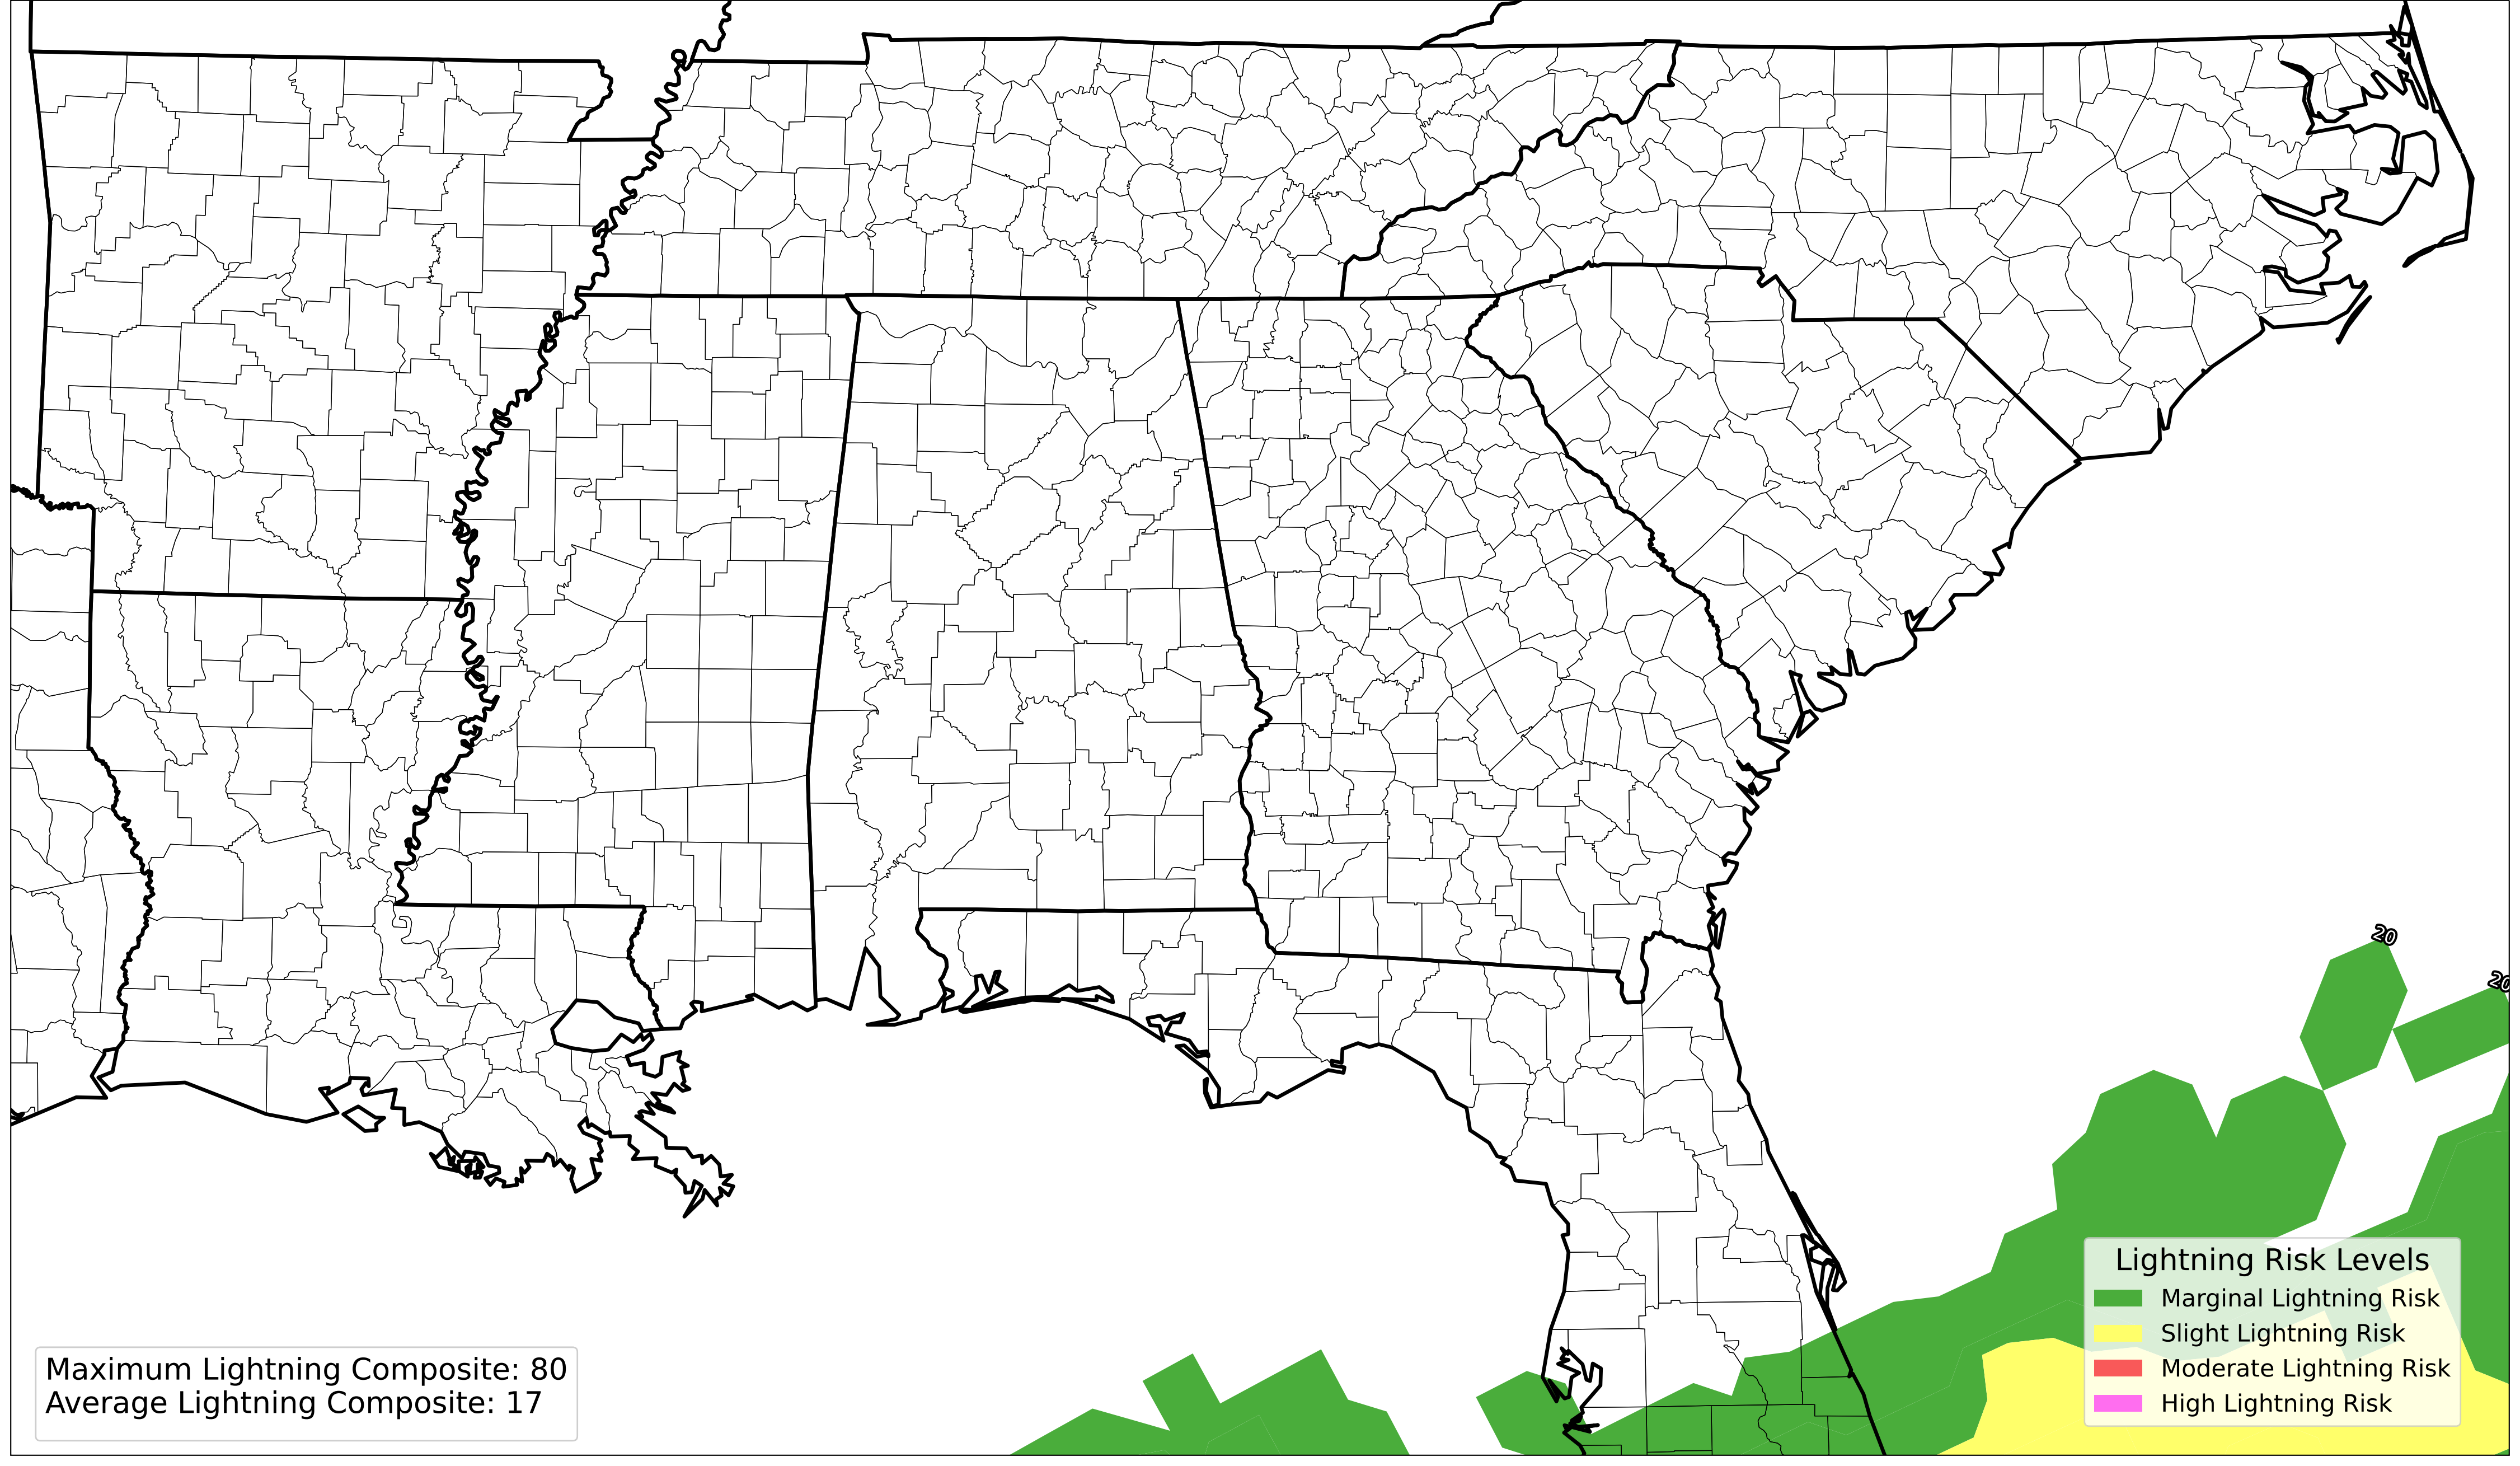 20
20
Lightning Risk Levels
Marginal Lightning Risk
Slight Lightning Risk
Moderate Lightning Risk
High Lightning Risk
Maximum Lightning Composite: 80
Average Lightning Composite: 17